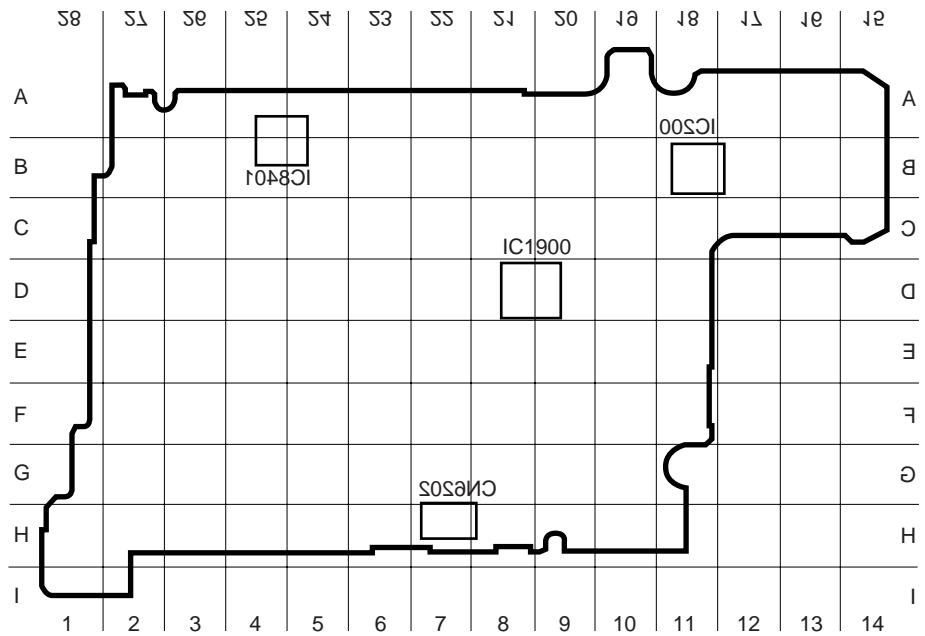 28 27 26 25 24 23 22 21 20 19 18 17 16 15
A A
IC200
B B
IC8401
C C
IC1900
D D
E E
F F
G G
CN6202
H H
I I
1 2 3 4 5 6 7 8 9 10 11 12 13 14